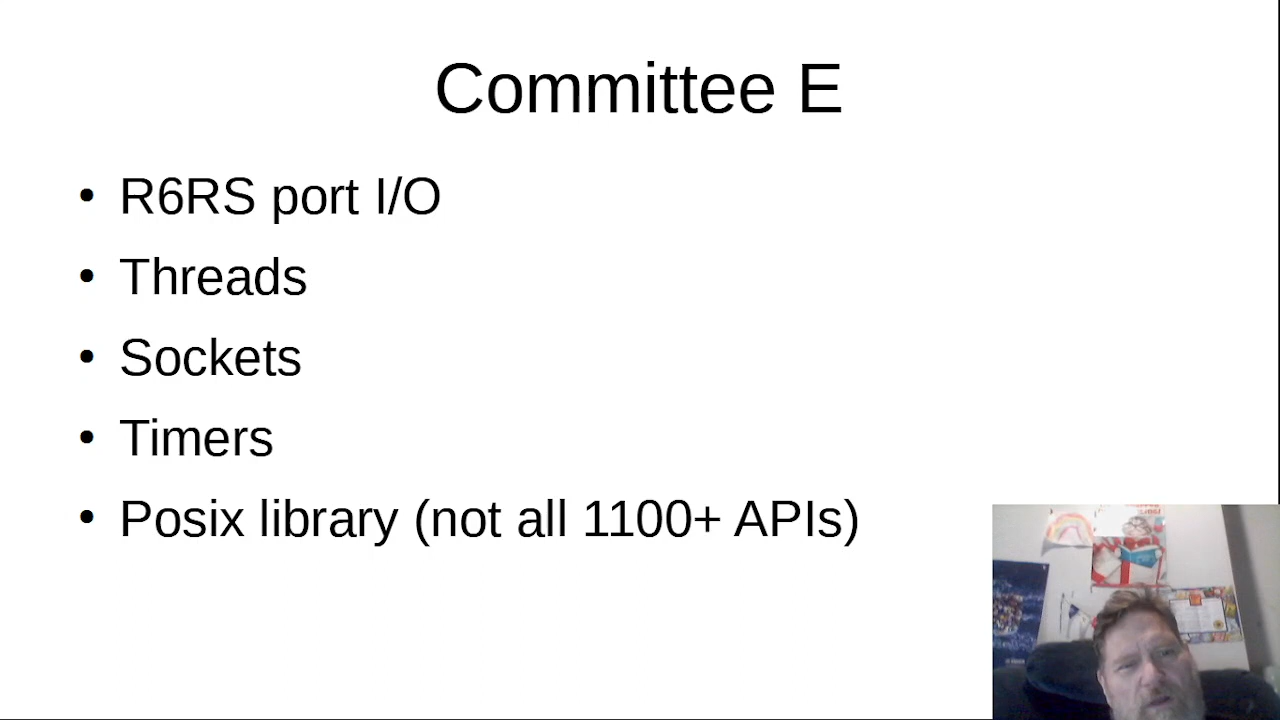 Committee E
• R6RS port I/O
• Threads
• Sockets
• Timers
• Posix library (not all 1100+ APIs)